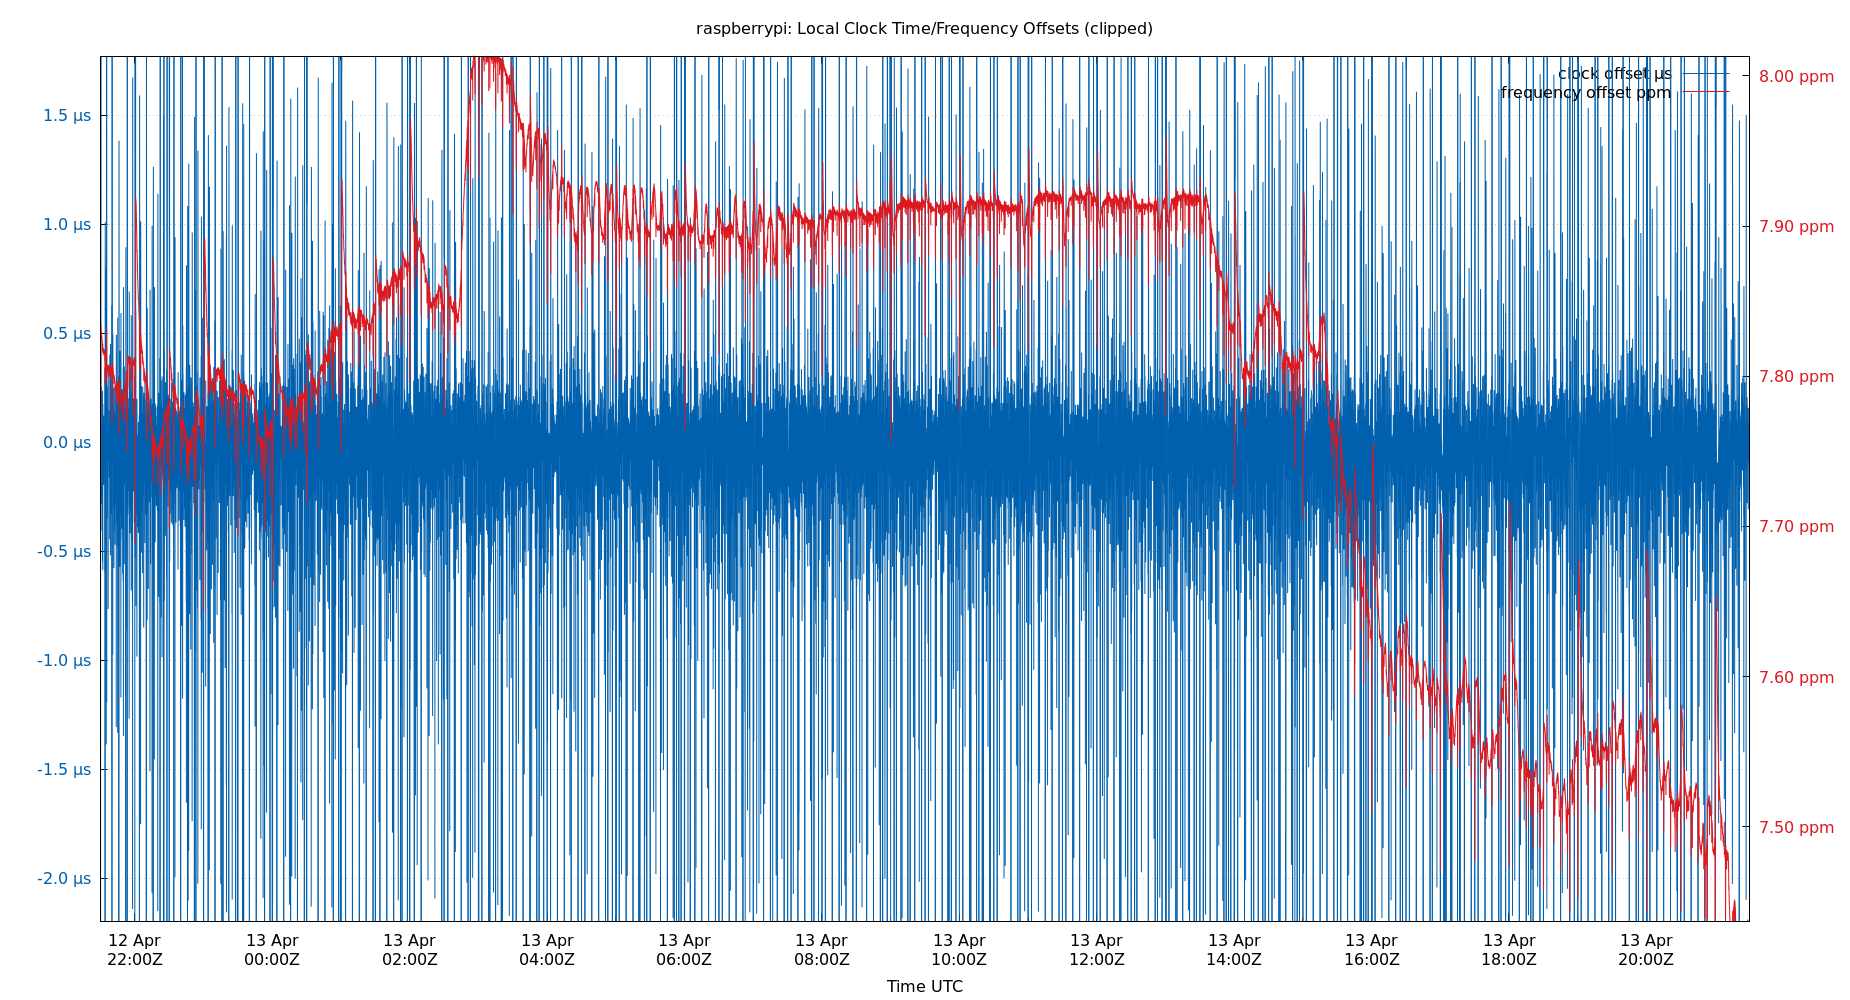 raspberrypi: Local Clock Time/Frequency Offsets (clipped)
clock offset µs
frequency offset ppm
1.5 µs
1.0 µs
0.5 µs
0.0 µs
-0.5 µs
-1.0 µs
-1.5 µs
-2.0 µs
8.00 ppm
7.90 ppm
7.80 ppm
7.70 ppm
7.60 ppm
7.50 ppm
12 Apr 13 Apr 13 Apr 13 Apr 13 Apr 13 Apr 13 Apr 13 Apr 13 Apr 13 Apr 13 Apr 13 Apr
22:00Z 00:00Z 02:00Z 04:00Z 06:00Z 08:00Z 10:00Z 12:00Z 14:00Z 16:00Z 18:00Z 20:00Z
Time UTC